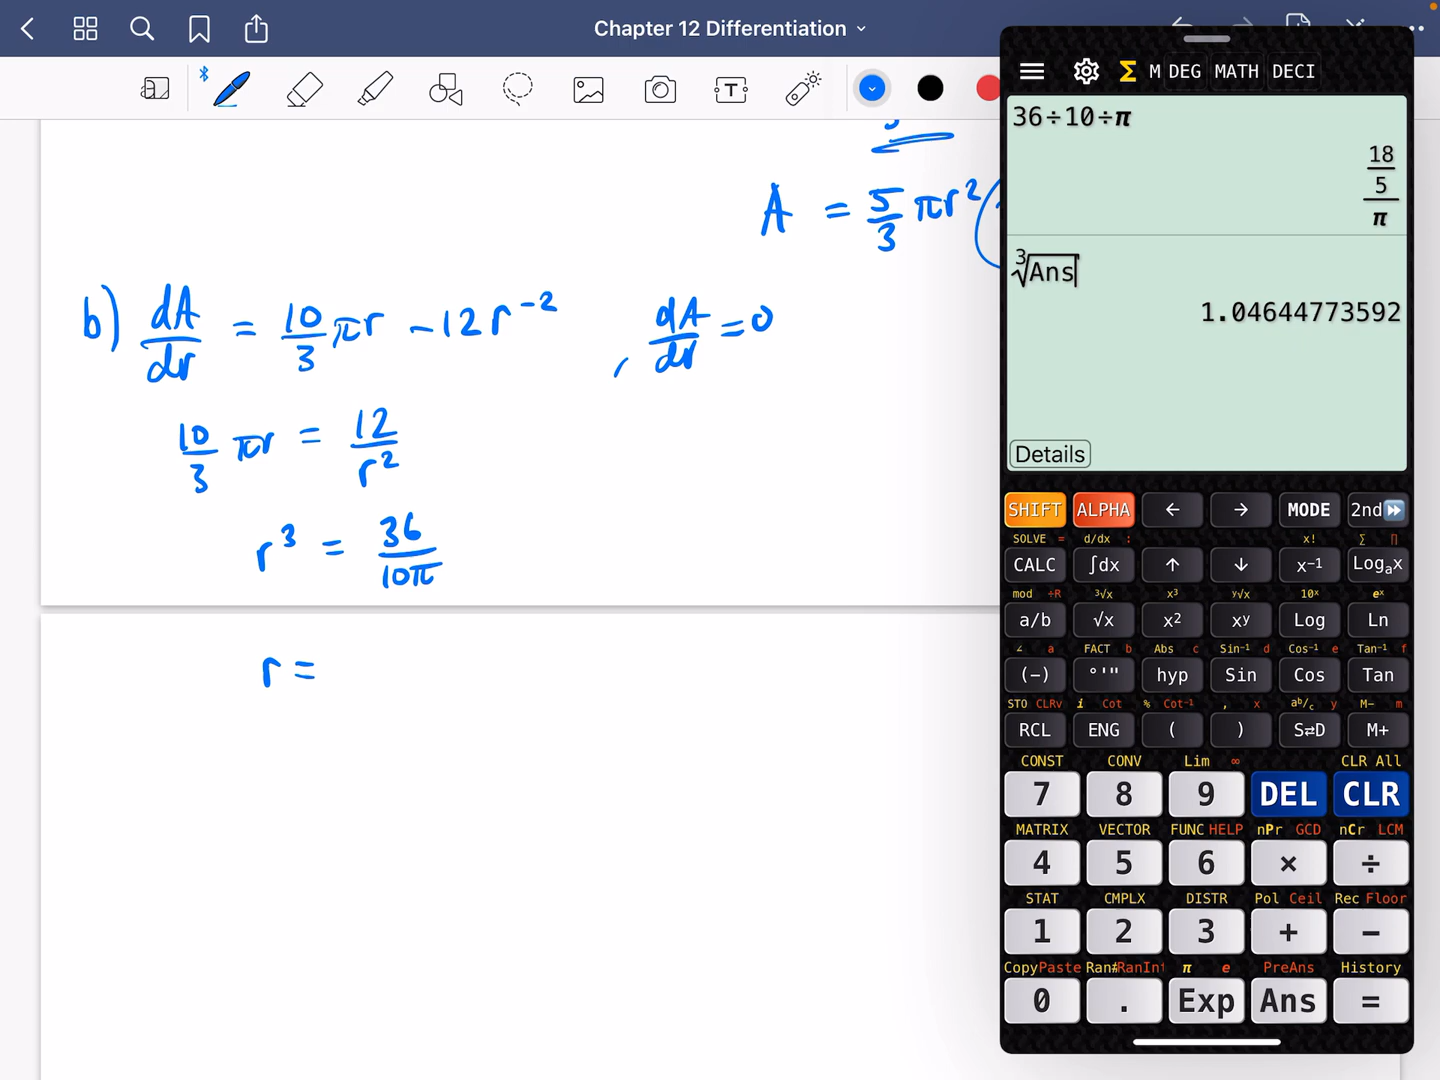 Chapter 12 Differentiation
A = 5/3 πr² (
b) dA/dr = 10/3 πr − 12r⁻² , dA/dr = 0
10/3 πr = 12/r²
r³ = 36/10π
r =
M DEG MATH DECI
36÷10÷π
18/5/π
³√Ans
1.04644773592
Details
SHIFT ALPHA ← → MODE 2nd
SOLVE = d/dx : x! ∑ ∏
CALC ∫dx ↑ ↓ x⁻¹ Logₐx
mod ÷R ³√x x³ ʸ√x 10ˣ eˣ
a/b √x x² xʸ Log Ln
∠ a FACT b Abs c Sin⁻¹ d Cos⁻¹ e Tan⁻¹ f
(−) °'" hyp Sin Cos Tan
STO CLRv i Cot % Cot⁻¹ , x aᵇ/c y M− m
RCL ENG ( ) S⇄D M+
CONST CONV Lim ∞ CLR All
7 8 9 DEL CLR
MATRIX VECTOR FUNC HELP nPr GCD nCr LCM
4 5 6 × ÷
STAT CMPLX DISTR Pol Ceil Rec Floor
1 2 3 + −
Copy Paste Ran# RanInt π e PreAns History
0 . Exp Ans =